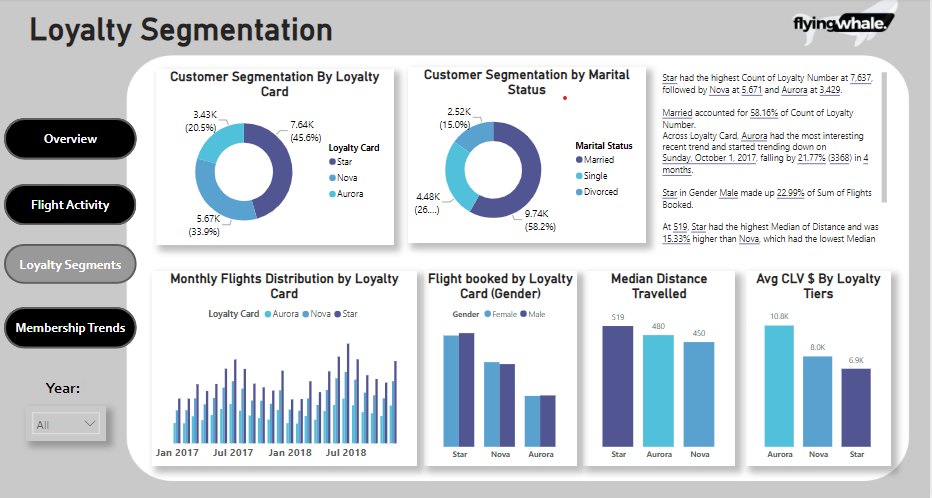 Loyalty Segmentation
flyingwhale.
Overview
Flight Activity
Loyalty Segments
Membership Trends
Year:
All
Customer Segmentation By Loyalty
Card
3.43K
(20.5%)
7.64K
(45.6%)
5.67K
(33.9%)
Loyalty Card
Star
Nova
Aurora
Customer Segmentation by Marital
Status
2.52K
(15.0%)
4.48K
(26....)
9.74K
(58.2%)
Marital Status
Married
Single
Divorced
Star had the highest Count of Loyalty Number at 7,637,
followed by Nova at 5,671 and Aurora at 3,429.
Married accounted for 58.16% of Count of Loyalty
Number.
Across Loyalty Card, Aurora had the most interesting
recent trend and started trending down on
Sunday, October 1, 2017, falling by 21.77% (3368) in 4
months.
Star in Gender Male made up 22.99% of Sum of Flights
Booked.
At 519, Star had the highest Median of Distance and was
15.33% higher than Nova, which had the lowest Median
Monthly Flights Distribution by Loyalty
Card
Loyalty Card Aurora Nova Star
Jan 2017 Jul 2017 Jan 2018 Jul 2018
Flight booked by Loyalty
Card (Gender)
Gender Female Male
Star Nova Aurora
Median Distance
Travelled
519 480 450
Star Aurora Nova
Avg CLV $ By Loyalty
Tiers
10.8K 8.0K 6.9K
Aurora Nova Star